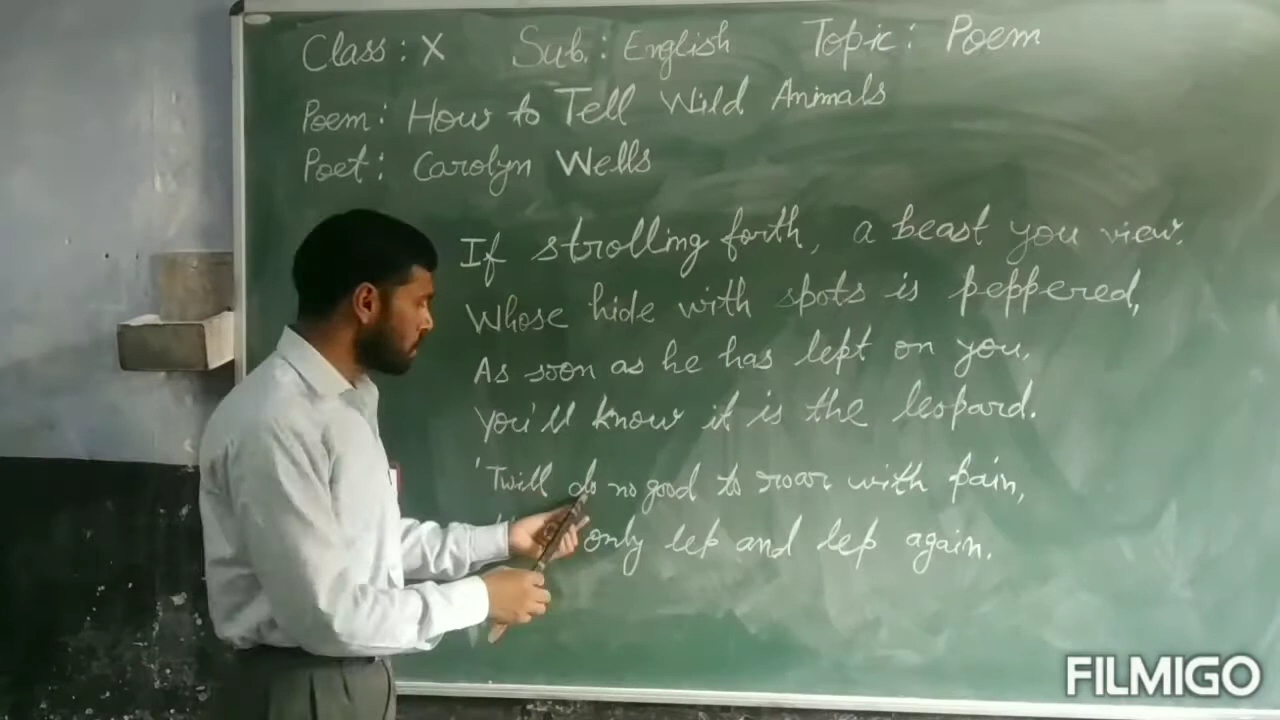 Class : X Sub. : English Topic : Poem
Poem : How to Tell Wild Animals
Poet : Carolyn Wells
If strolling forth, a beast you view,
Whose hide with spots is peppered,
As soon as he has lept on you,
You'll know it is the leopard.
'Twill do no good to roar with pain,
only lep and lep again.
FILMIGO